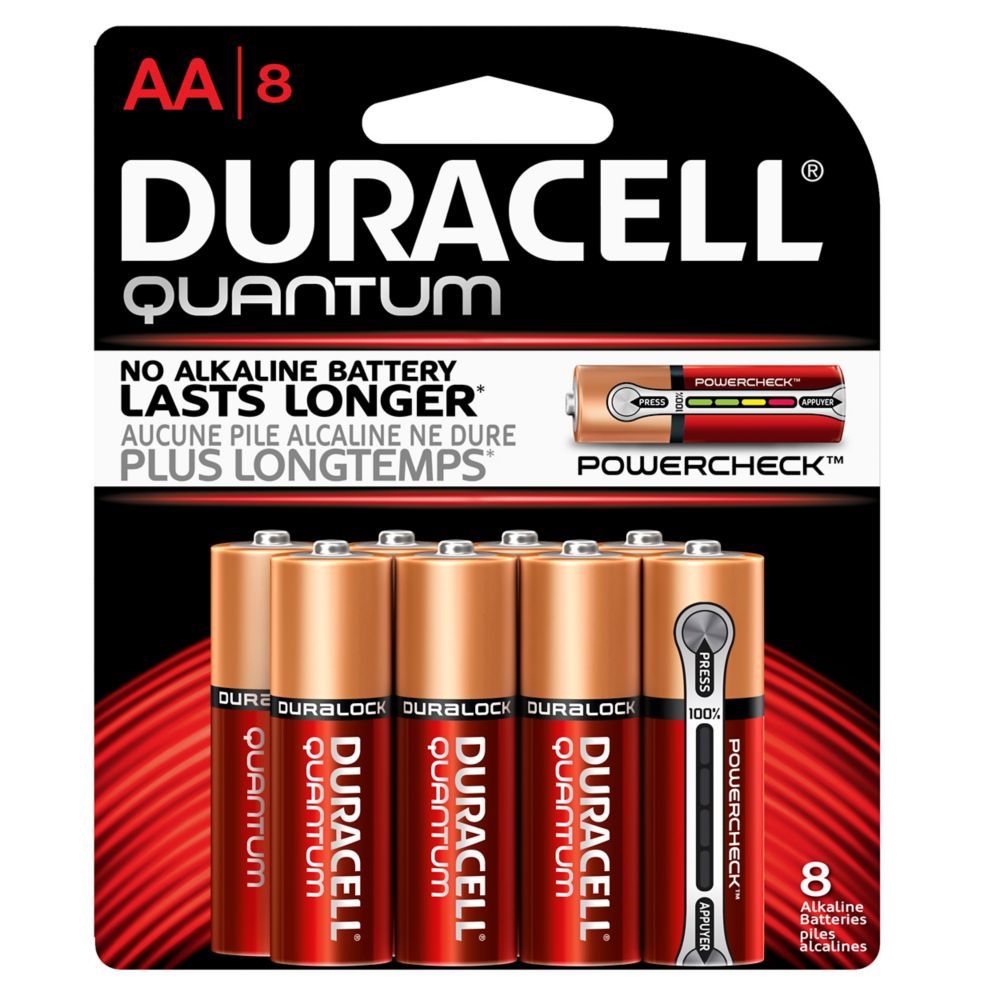 AA | 8
DURACELL®
QUANTUM
NO ALKALINE BATTERY
LASTS LONGER*
AUCUNE PILE ALCALINE NE DURE
PLUS LONGTEMPS*
POWERCHECK™
PRESS 100% APPUYER
POWERCHECK™
DURA
QUANTUM
DURALOCK
DURACELL®
QUANTUM
DURALOCK
DURACELL®
QUANTUM
DURALOCK
DURACELL®
QUANTUM
PRESS
100%
POWERCHECK™
APPUYER
8
Alkaline
Batteries
piles
alcalines